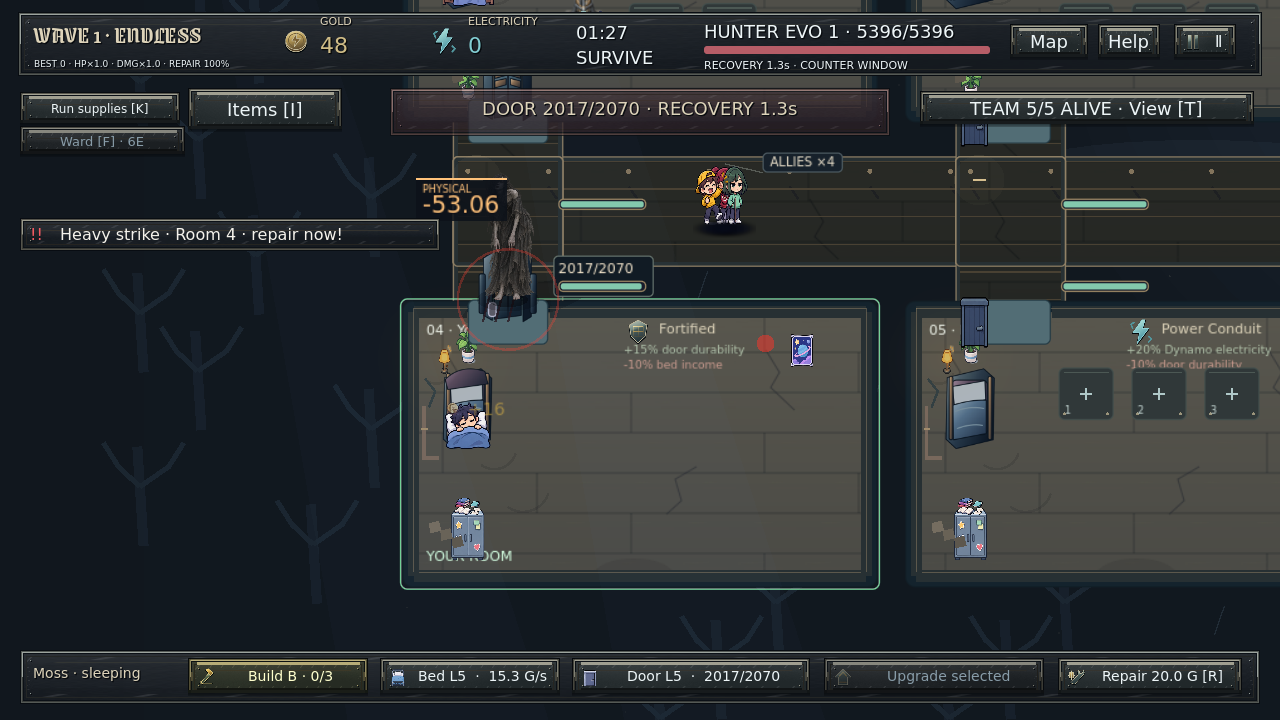 WAVE 1 · ENDLESS
BEST 0 · HP×1.0 · DMG×1.0 · REPAIR 100%
GOLD
48
ELECTRICITY
0
01:27
SURVIVE
HUNTER EVO 1 · 5396/5396
RECOVERY 1.3s · COUNTER WINDOW
Map
Help
II
Run supplies [K]
Items [I]
Ward [F] · 6E
DOOR 2017/2070 · RECOVERY 1.3s
TEAM 5/5 ALIVE · View [T]
ALLIES ×4
PHYSICAL
-53.06
!! Heavy strike · Room 4 · repair now!
2017/2070
04 ·
Fortified
+15% door durability
-10% bed income
16
YOUR ROOM
05 ·
Power Conduit
+20% Dynamo electricity
-10% door durability
+
1
+
2
+
3
Moss · sleeping
Build B · 0/3
Bed L5 · 15.3 G/s
Door L5 · 2017/2070
Upgrade selected
Repair 20.0 G [R]